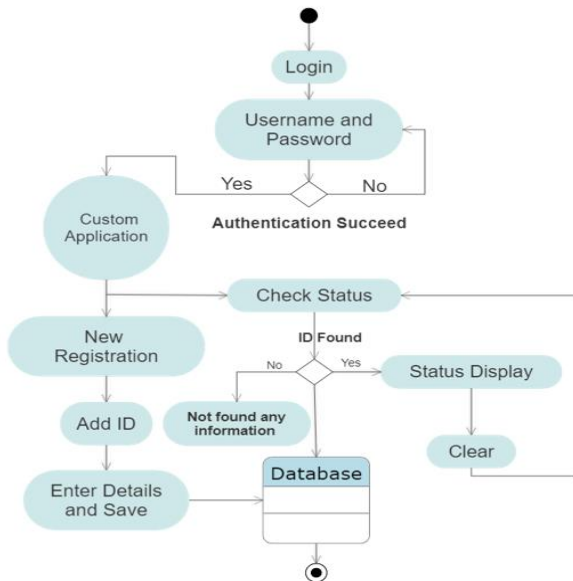 Login
Username and
Password
Yes
No
Authentication Succeed
Custom
Application
Check Status
New
Registration
ID Found
No
Yes
Status Display
Not found any
information
Add ID
Clear
Database
Enter Details
and Save